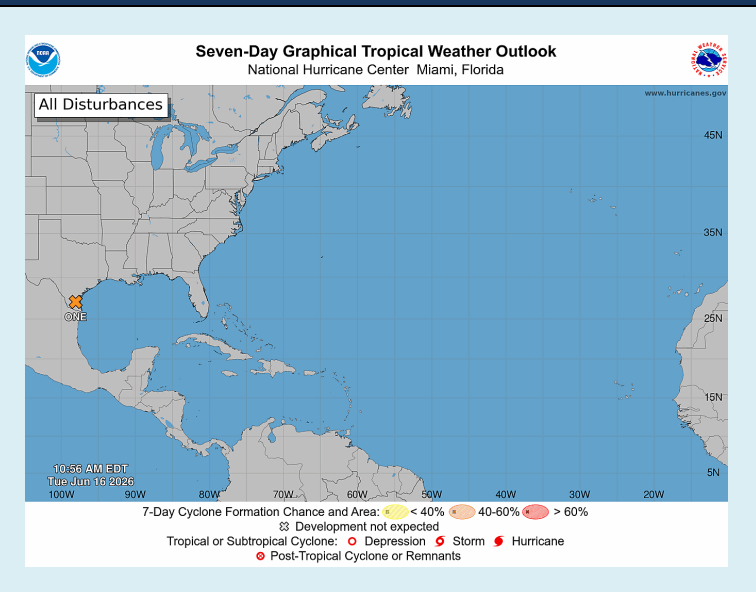 Seven-Day Graphical Tropical Weather Outlook
National Hurricane Center Miami, Florida
NOAA
All Disturbances
www.hurricanes.gov
45N
35N
ONE
25N
15N
10:56 AM EDT
Tue Jun 16 2026
5N
100W 90W 80W 70W 60W 50W 40W 30W 20W
7-Day Cyclone Formation Chance and Area: < 40% 40-60% > 60%
Development not expected
Tropical or Subtropical Cyclone: Depression Storm Hurricane
Post-Tropical Cyclone or Remnants